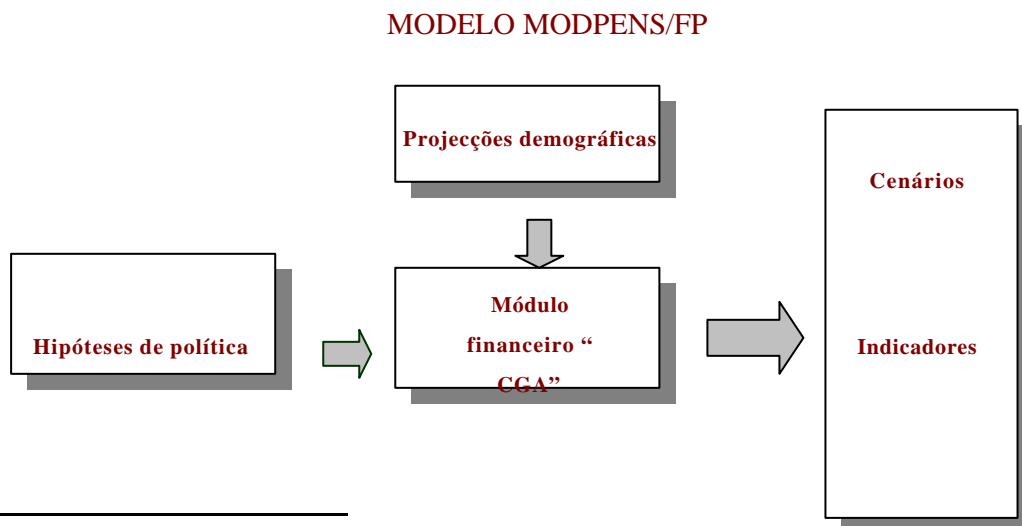 MODELO MODPENS/FP
Projecções demográficas
Cenários
Hipóteses de política
Módulo
financeiro “
CGA”
Indicadores